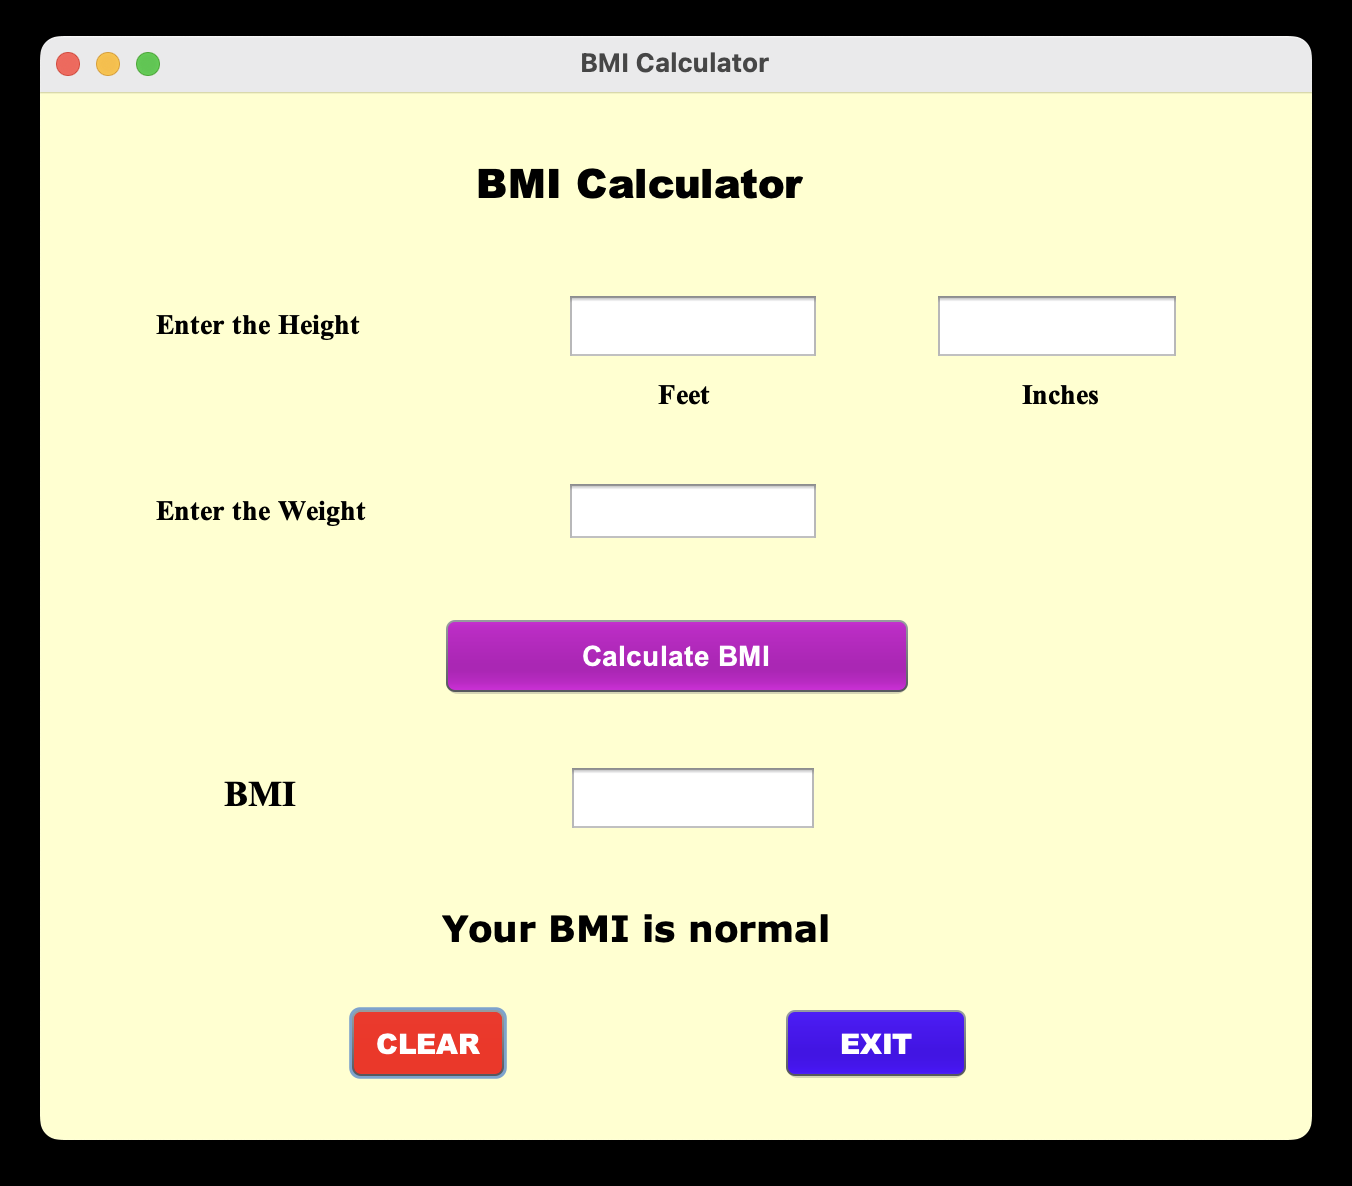 BMI Calculator
BMI Calculator
Enter the Height
Feet Inches
Enter the Weight
Calculate BMI
BMI
Your BMI is normal
CLEAR EXIT